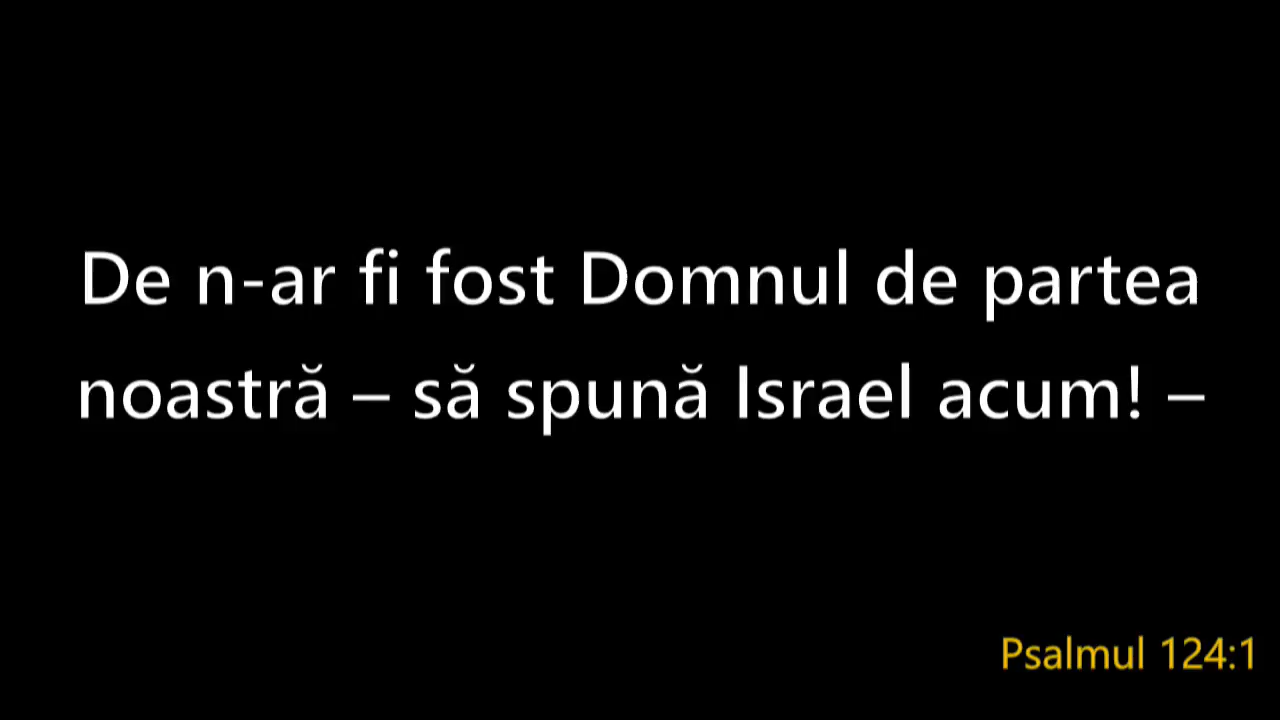 De n-ar fi fost Domnul de partea
noastră – să spună Israel acum! –
Psalmul 124:1